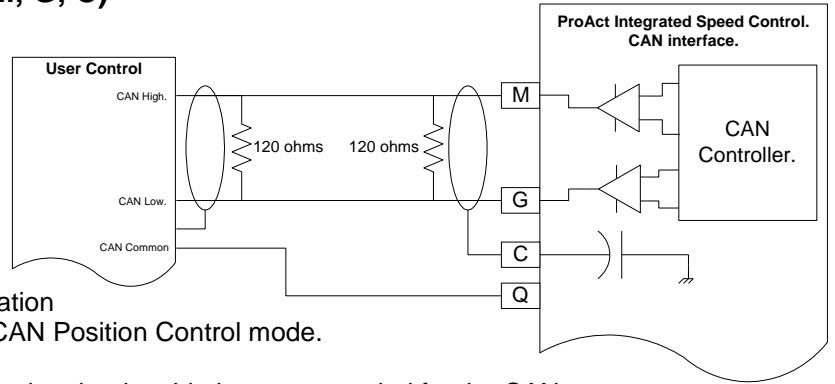 ProAct Integrated Speed Control.
CAN interface.
User Control
CAN High.
M
CAN
Controller.
120 ohms
120 ohms
CAN Low.
G
CAN Common
C
Q
CAN Position Control mode.